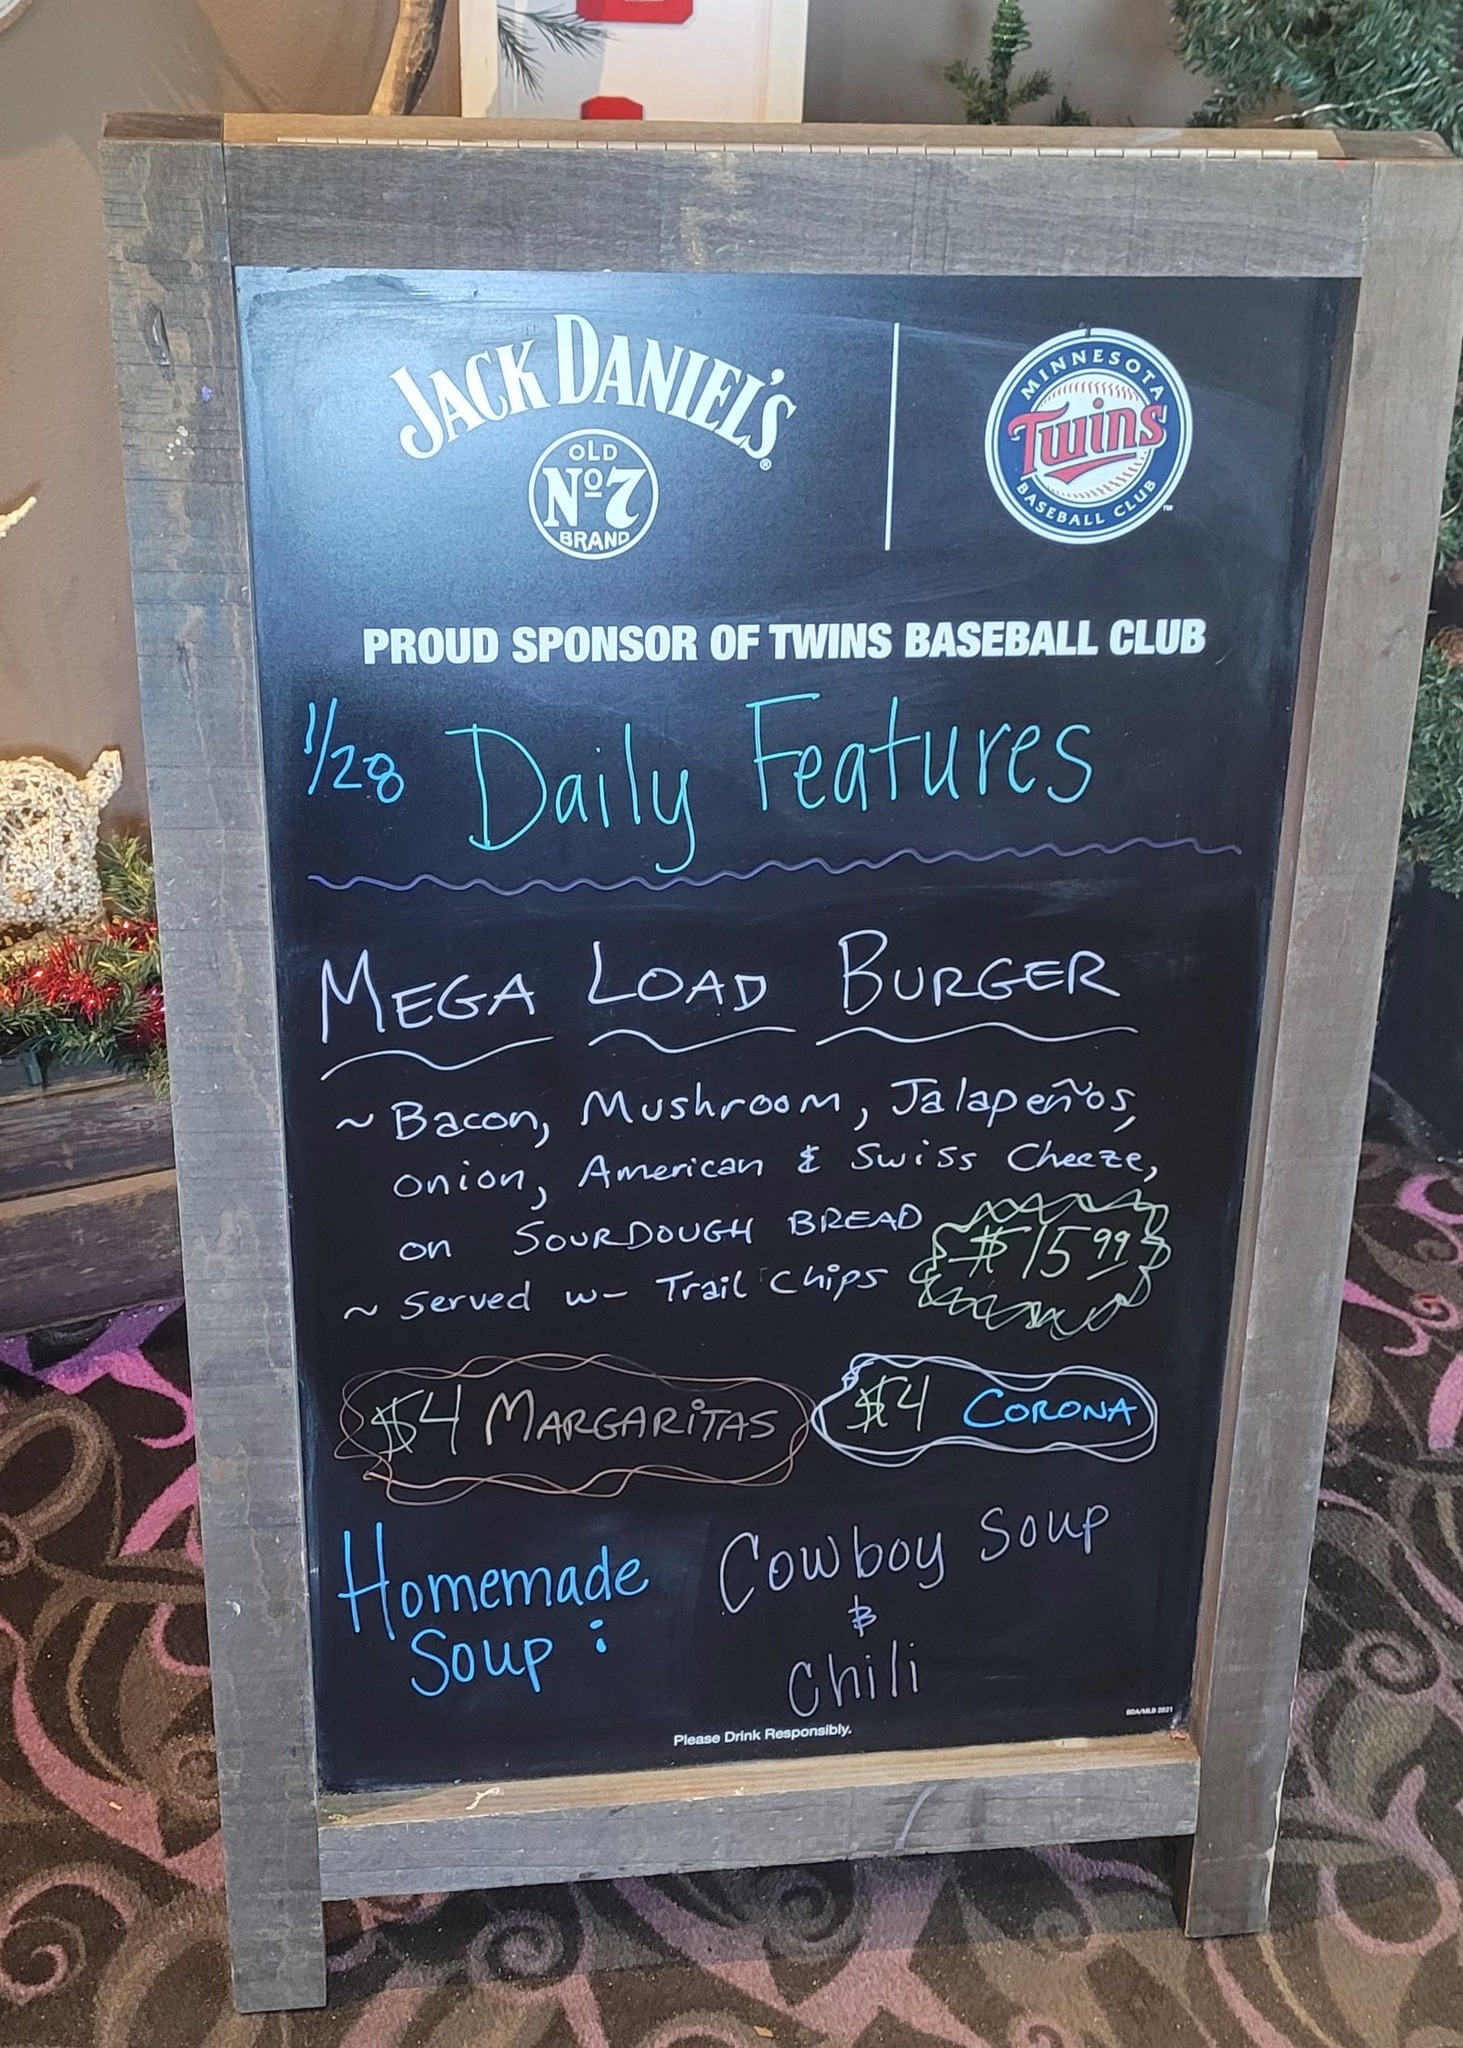 JACK DANIEL'S®
OLD
Nº7
BRAND
MINNESOTA
Twins
BASEBALL CLUB
™
PROUD SPONSOR OF TWINS BASEBALL CLUB
1/28 Daily Features
MEGA LOAD BURGER
~ Bacon, Mushroom, Jalapeños,
onion, American & Swiss Cheeze,
on SOURDOUGH BREAD
$15.99
~ Served w- Trail Chips
$4 MARGARiTAS
$4 CORONA
Homemade
Soup:
Cowboy Soup
&
Chili
Please Drink Responsibly.